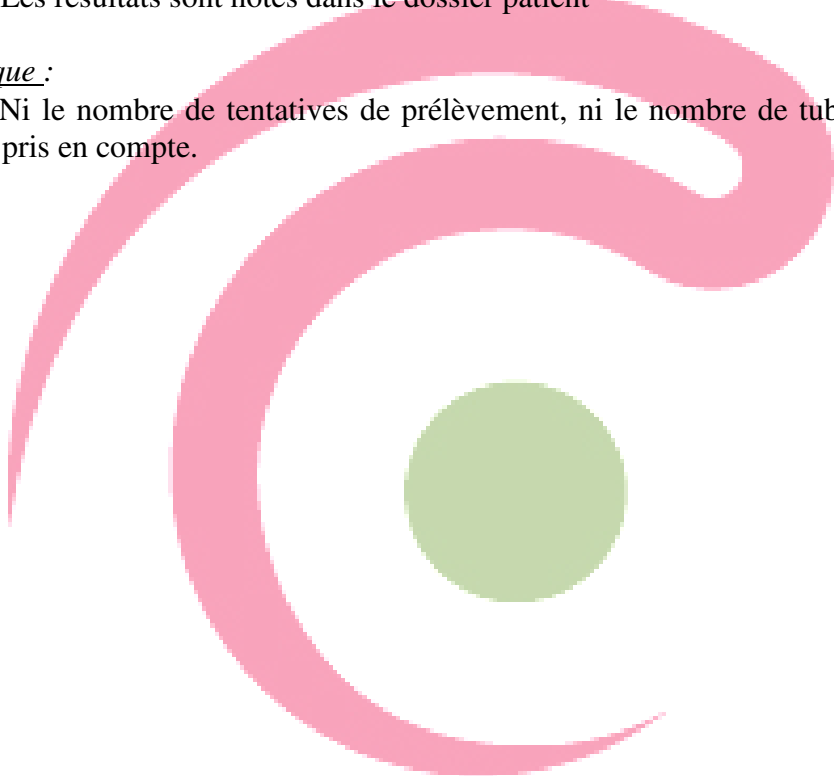 Les résultats sont notés dans le dossier patient
que :
Ni le nombre de tentatives de prélèvement, ni le nombre de tub
pris en compte.